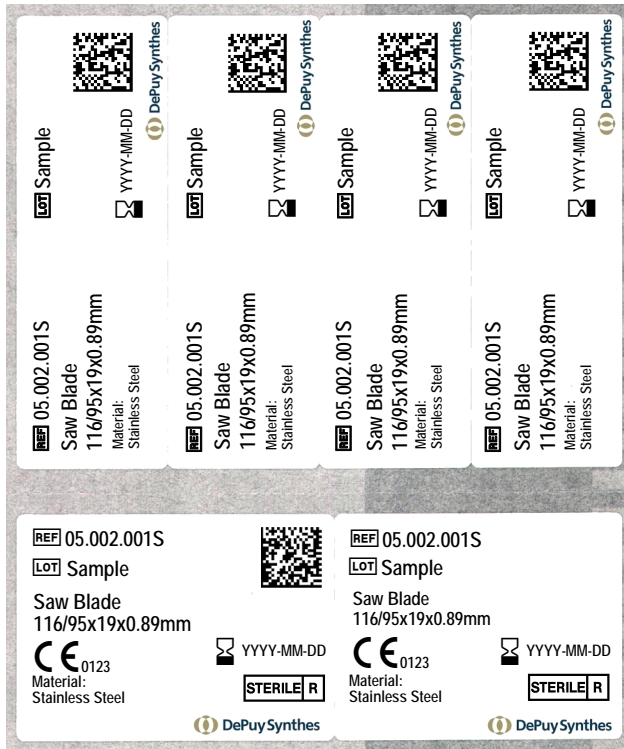 REF 05.002.001S
LOT Sample
Saw Blade
116/95x19x0.89mm
YYYY-MM-DD
Material:
Stainless Steel
DePuy Synthes
REF 05.002.001S
LOT Sample
Saw Blade
116/95x19x0.89mm
YYYY-MM-DD
Material:
Stainless Steel
DePuy Synthes
REF 05.002.001S
LOT Sample
Saw Blade
116/95x19x0.89mm
YYYY-MM-DD
Material:
Stainless Steel
DePuy Synthes
REF 05.002.001S
LOT Sample
Saw Blade
116/95x19x0.89mm
YYYY-MM-DD
Material:
Stainless Steel
DePuy Synthes
REF 05.002.001S
LOT Sample
Saw Blade
116/95x19x0.89mm
CE 0123
YYYY-MM-DD
Material:
Stainless Steel
STERILE R
DePuy Synthes
REF 05.002.001S
LOT Sample
Saw Blade
116/95x19x0.89mm
CE 0123
YYYY-MM-DD
Material:
Stainless Steel
STERILE R
DePuy Synthes